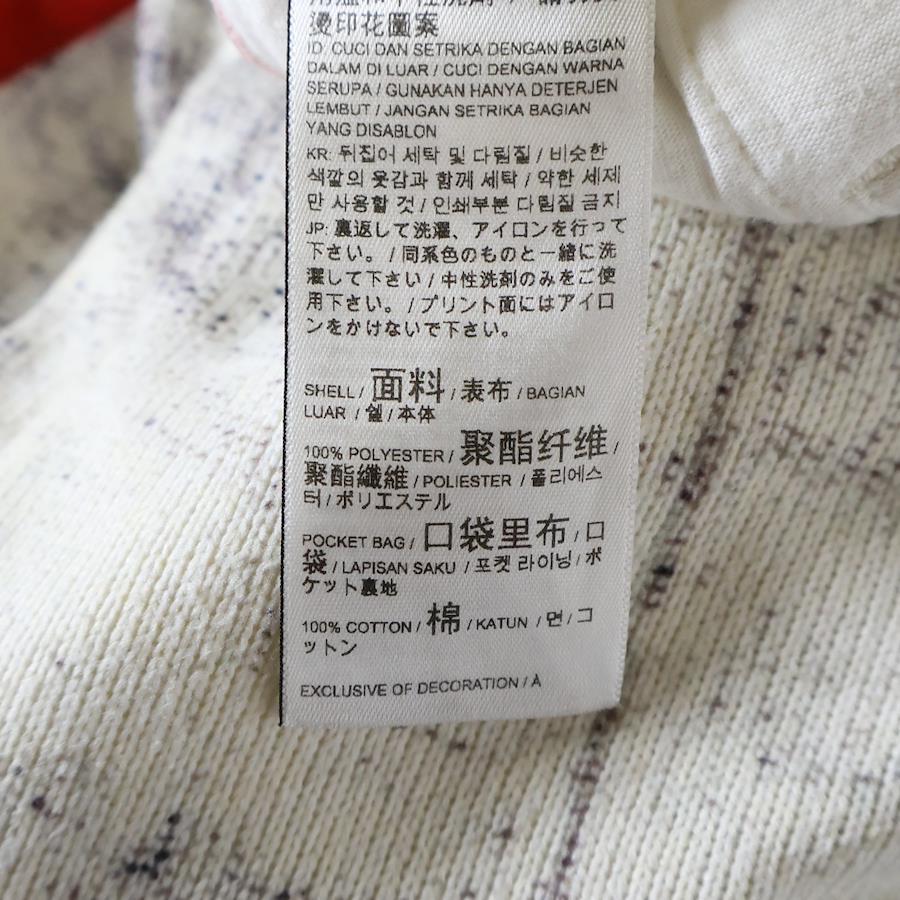 燙印花圖案
ID: CUCI DAN SETRIKA DENGAN BAGIAN
DALAM DI LUAR / CUCI DENGAN WARNA
SERUPA / GUNAKAN HANYA DETERJEN
LEMBUT / JANGAN SETRIKA BAGIAN
YANG DISABLON
KR: 뒤집어 세탁 및 다림질 / 비슷한
색깔의 옷감과 함께 세탁 / 약한 세제
만 사용할 것 / 인쇄부분 다림질 금지
JP: 裏返して洗濯、アイロンを行って
下さい。 / 同系色のものと一緒に洗
濯して下さい / 中性洗剤のみをご使
用下さい。 / プリント面にはアイロ
ンをかけないで下さい。
SHELL / 面料 / 表布 / BAGIAN
LUAR / 쉘 / 本体
100% POLYESTER / 聚酯纤维 /
聚酯纖維 / POLIESTER / 폴리에스
터 / ポリエステル
POCKET BAG / 口袋里布 / 口
袋 / LAPISAN SAKU / 포켓 라이닝 / ポ
ケット裏地
100% COTTON / 棉 / KATUN / 면 / コ
ットン
EXCLUSIVE OF DECORATION / À